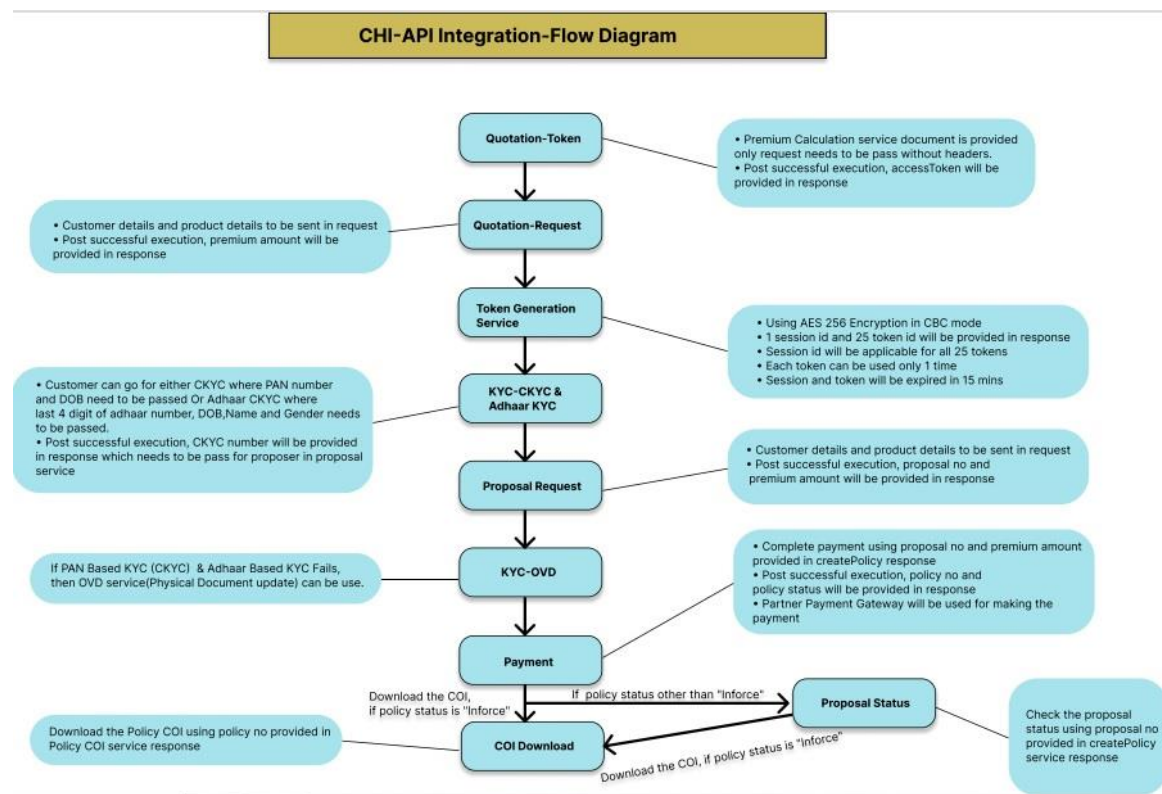 CHI-API Integration-Flow Diagram
Quotation-Token
• Premium Calculation service document is provided
only request needs to be pass without headers.
• Post successful execution, accessToken will be
provided in response
• Customer details and product details to be sent in request
• Post successful execution, premium amount will be
provided in response
Quotation-Request
Token Generation
Service
• Using AES 256 Encryption in CBC mode
• 1 session id and 25 token id will be provided in response
• Session id will be applicable for all 25 tokens
• Each token can be used only 1 time
• Session and token will be expired in 15 mins
• Customer can go for either CKYC where PAN number
and DOB need to be passed Or Adhaar CKYC where
last 4 digit of adhaar number, DOB,Name and Gender needs
to be passed.
• Post successful execution, CKYC number will be provided
in response which needs to be pass for proposer in proposal
service
KYC-CKYC &
Adhaar KYC
• Customer details and product details to be sent in request
• Post successful execution, proposal no and
premium amount will be provided in response
Proposal Request
If PAN Based KYC (CKYC) & Adhaar Based KYC Fails,
then OVD service(Physical Document update) can be use.
KYC-OVD
• Complete payment using proposal no and premium amount
provided in createPolicy response
• Post successful execution, policy no and
policy status will be provided in response
• Partner Payment Gateway will be used for making the
payment
Payment
Download the COI,
if policy status is "Inforce"
If policy status other than "Inforce"
Proposal Status
Check the proposal
status using proposal no
provided in createPolicy
service response
Download the Policy COI using policy no provided in
Policy COI service response
COI Download
Download the COI, if policy status is "Inforce"